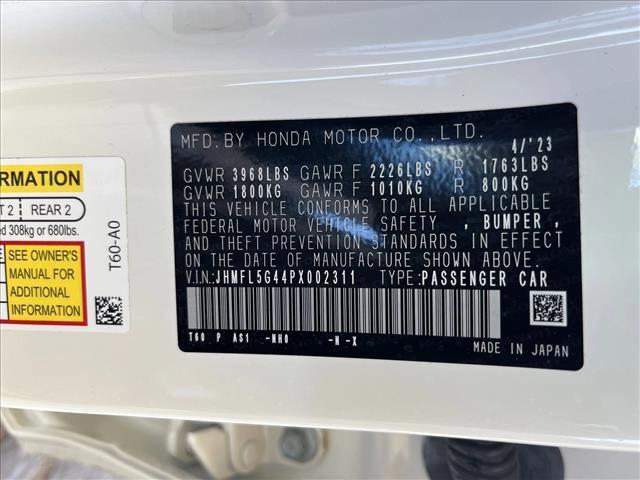 RMATION
T 2 REAR 2
ed 308kg or 680lbs.
SEE OWNER'S
MANUAL FOR
ADDITIONAL
INFORMATION
T60-A0
MFD. BY HONDA MOTOR CO., LTD. 4/'23
GVWR 3968LBS GAWR F 2226LBS R 1763LBS
GVWR 1800KG GAWR F 1010KG R 800KG
THIS VEHICLE CONFORMS TO ALL APPLICABLE
FEDERAL MOTOR VEHICLE SAFETY , BUMPER ,
AND THEFT PREVENTION STANDARDS IN EFFECT
ON THE DATE OF MANUFACTURE SHOWN ABOVE.
V.I.N:JHMFL5G44PX002311 TYPE:PASSENGER CAR
T60 P AS1 -NH0 -N -X
MADE IN JAPAN